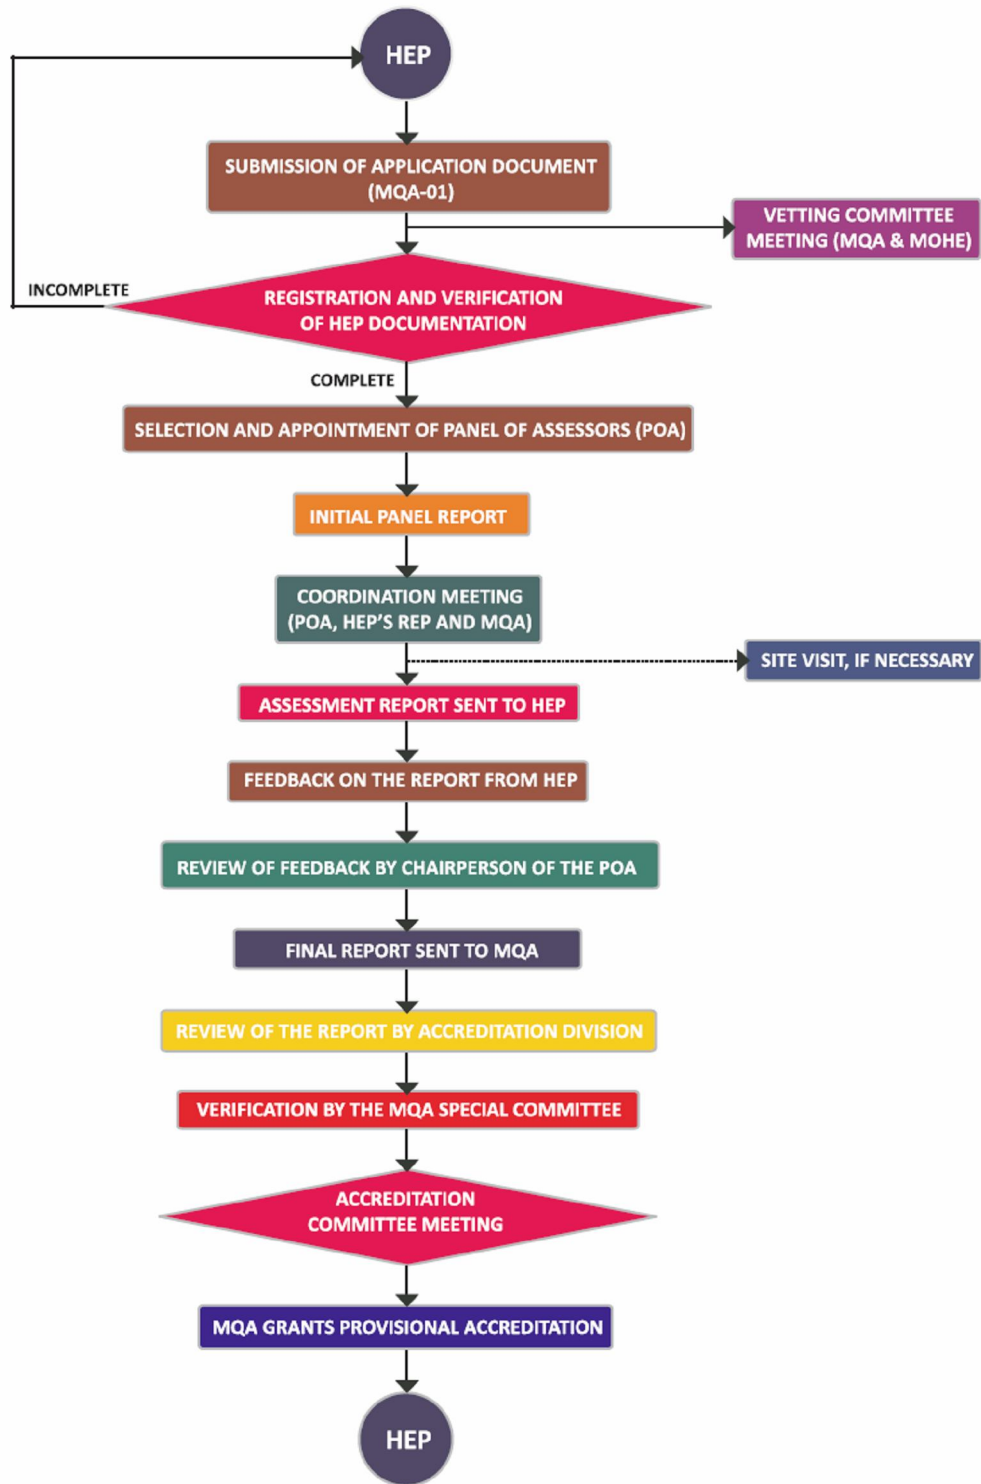 HEP
SUBMISSION OF APPLICATION DOCUMENT
(MQA-01)
VETTING COMMITTEE
MEETING (MQA & MOHE)
INCOMPLETE
REGISTRATION AND VERIFICATION
OF HEP DOCUMENTATION
COMPLETE
SELECTION AND APPOINTMENT OF PANEL OF ASSESSORS (POA)
INITIAL PANEL REPORT
COORDINATION MEETING
(POA, HEP'S REP AND MQA)
SITE VISIT, IF NECESSARY
ASSESSMENT REPORT SENT TO HEP
FEEDBACK ON THE REPORT FROM HEP
REVIEW OF FEEDBACK BY CHAIRPERSON OF THE POA
FINAL REPORT SENT TO MQA
REVIEW OF THE REPORT BY ACCREDITATION DIVISION
VERIFICATION BY THE MQA SPECIAL COMMITTEE
ACCREDITATION
COMMITTEE MEETING
MQA GRANTS PROVISIONAL ACCREDITATION
HEP